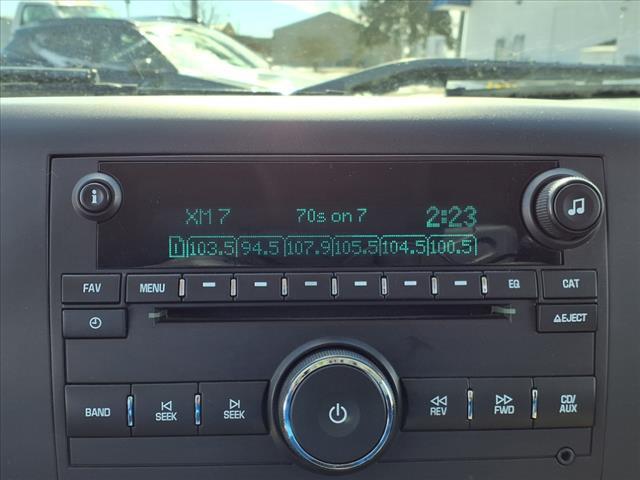 i
XM 7 70s on 7 2:23
1 103.5 94.5 107.9 105.5 104.5 100.5
FAV MENU EQ CAT
EJECT
BAND SEEK SEEK REV FWD CD/
AUX